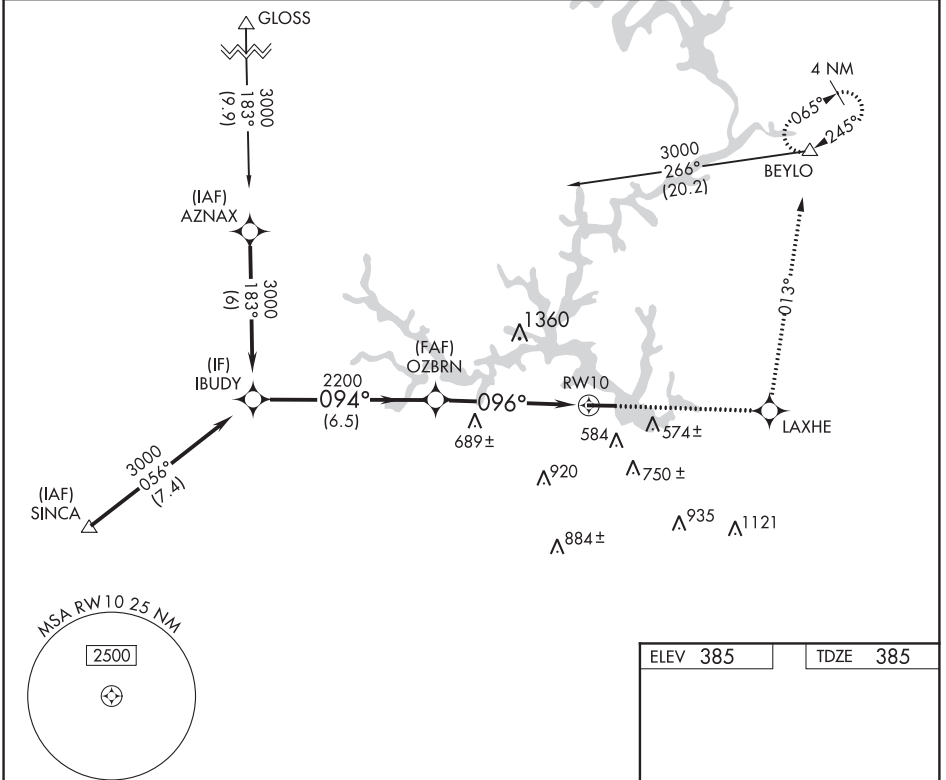 GLOSS
3000
183°
(9.9)
4 NM
065°
245°
BEYLO
3000
266°
(20.2)
(IAF)
AZNAX
3000
183°
(6)
013°
1360
(FAF)
OZBRN
(IF)
IBUDY
2200
094°
(6.5)
096°
RW10
LAXHE
689±
584
574±
920
750±
3000
056°
(7.4)
(IAF)
SINCA
935
1121
884±
MSA RW10 25 NM
2500
ELEV 385
TDZE 385